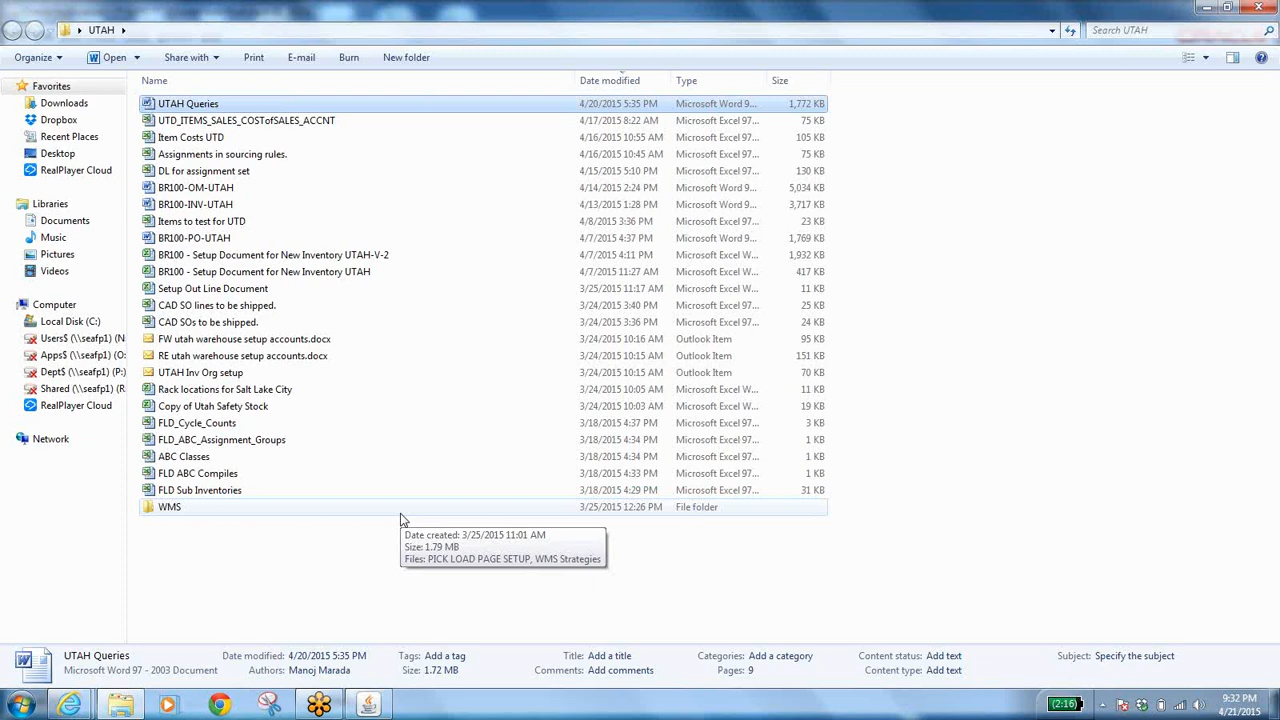 UTAH
Search UTAH
Organize Open Share with Print E-mail Burn New folder
Name Date modified Type Size
Favorites
Downloads
Dropbox
Recent Places
Desktop
RealPlayer Cloud
Libraries
Documents
Music
Pictures
Videos
Computer
Local Disk (C:)
Users$ (\\seafp1) (N
Apps$ (\\seafp1) (O:
Dept$ (\\seafp1) (P:)
Shared (\\seafp1) (R
RealPlayer Cloud
Network
UTAH Queries 4/20/2015 5:35 PM Microsoft Word 9... 1,772 KB
UTD_ITEMS_SALES_COSTofSALES_ACCNT 4/17/2015 8:22 AM Microsoft Excel 97... 75 KB
Item Costs UTD 4/16/2015 10:55 AM Microsoft Excel 97... 105 KB
Assignments in sourcing rules. 4/16/2015 10:45 AM Microsoft Excel 97... 75 KB
DL for assignment set 4/15/2015 5:10 PM Microsoft Excel 97... 130 KB
BR100-OM-UTAH 4/14/2015 2:24 PM Microsoft Word 9... 5,034 KB
BR100-INV-UTAH 4/13/2015 1:28 PM Microsoft Word 9... 3,717 KB
Items to test for UTD 4/8/2015 3:36 PM Microsoft Excel 97... 23 KB
BR100-PO-UTAH 4/7/2015 4:37 PM Microsoft Word 9... 1,769 KB
BR100 - Setup Document for New Inventory UTAH-V-2 4/7/2015 4:11 PM Microsoft Excel W... 1,932 KB
BR100 - Setup Document for New Inventory UTAH 4/7/2015 11:27 AM Microsoft Excel W... 417 KB
Setup Out Line Document 3/25/2015 11:17 AM Microsoft Excel W... 11 KB
CAD SO lines to be shipped. 3/24/2015 3:40 PM Microsoft Excel 97... 25 KB
CAD SOs to be shipped. 3/24/2015 3:36 PM Microsoft Excel 97... 24 KB
FW utah warehouse setup accounts.docx 3/24/2015 10:16 AM Outlook Item 95 KB
RE utah warehouse setup accounts.docx 3/24/2015 10:15 AM Outlook Item 151 KB
UTAH Inv Org setup 3/24/2015 10:15 AM Outlook Item 70 KB
Rack locations for Salt Lake City 3/24/2015 10:05 AM Microsoft Excel W... 11 KB
Copy of Utah Safety Stock 3/24/2015 10:03 AM Microsoft Excel W... 19 KB
FLD_Cycle_Counts 3/18/2015 4:37 PM Microsoft Excel 97... 3 KB
FLD_ABC_Assignment_Groups 3/18/2015 4:34 PM Microsoft Excel 97... 1 KB
ABC Classes 3/18/2015 4:34 PM Microsoft Excel 97... 1 KB
FLD ABC Compiles 3/18/2015 4:33 PM Microsoft Excel 97... 1 KB
FLD Sub Inventories 3/18/2015 4:29 PM Microsoft Excel 97... 31 KB
WMS 3/25/2015 12:26 PM File folder
Date created: 3/25/2015 11:01 AM
Size: 1.79 MB
Files: PICK LOAD PAGE SETUP, WMS Strategies
UTAH Queries Date modified: 4/20/2015 5:35 PM Tags: Add a tag Title: Add a title Categories: Add a category Content status: Add text Subject: Specify the subject
Microsoft Word 97 - 2003 Document Authors: Manoj Marada Size: 1.72 MB Comments: Add comments Pages: 9 Content type: Add text
(2:16)
9:32 PM
4/21/2015